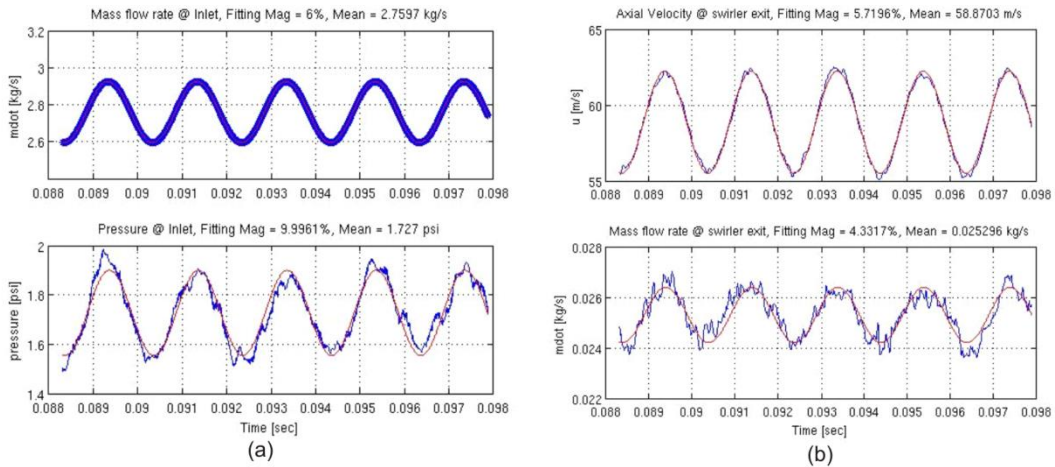 Mass flow rate @ Inlet, Fitting Mag = 6%, Mean = 2.7597 kg/s
3.2
3
2.8
2.6
mdot [kg/s]
0.088 0.089 0.09 0.091 0.092 0.093 0.094 0.095 0.096 0.097 0.098
Pressure @ Inlet, Fitting Mag = 9.9961%, Mean = 1.727 psi
2
1.8
1.6
1.4
pressure [psi]
0.088 0.089 0.09 0.091 0.092 0.093 0.094 0.095 0.096 0.097 0.098
Time [sec]
(a)
Axial Velocity @ swirler exit, Fitting Mag = 5.7196%, Mean = 58.8703 m/s
65
60
55
u [m/s]
0.088 0.089 0.09 0.091 0.092 0.093 0.094 0.095 0.096 0.097 0.098
Mass flow rate @ swirler exit, Fitting Mag = 4.3317%, Mean = 0.025296 kg/s
0.028
0.026
0.024
0.022
mdot [kg/s]
0.088 0.089 0.09 0.091 0.092 0.093 0.094 0.095 0.096 0.097 0.098
Time [sec]
(b)